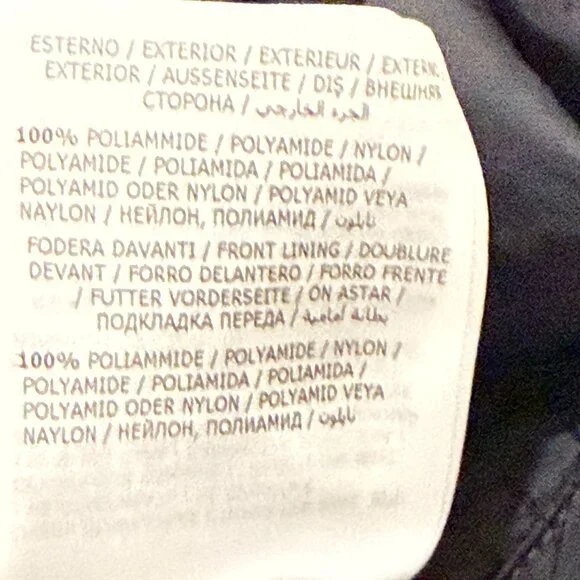 ESTERNO / EXTERIOR / EXTERIEUR / EXTERNO
EXTERIOR / AUSSENSEITE / DIŞ / ВНЕШНЯЯ
СТОРОНА / الجزء الخارجي
100% POLIAMMIDE / POLYAMIDE / NYLON /
POLYAMIDE / POLIAMIDA / POLIAMIDA /
POLYAMID ODER NYLON / POLYAMID VEYA
NAYLON / НЕЙЛОН, ПОЛИАМИД / نايلون
FODERA DAVANTI / FRONT LINING / DOUBLURE
DEVANT / FORRO DELANTERO / FORRO FRENTE
/ FUTTER VORDERSEITE / ON ASTAR /
ПОДКЛАДКА ПЕРЕДА / بطانة أمامية
100% POLIAMMIDE / POLYAMIDE / NYLON /
POLYAMIDE / POLIAMIDA / POLIAMIDA /
POLYAMID ODER NYLON / POLYAMID VEYA
NAYLON / НЕЙЛОН, ПОЛИАМИД / نايلون